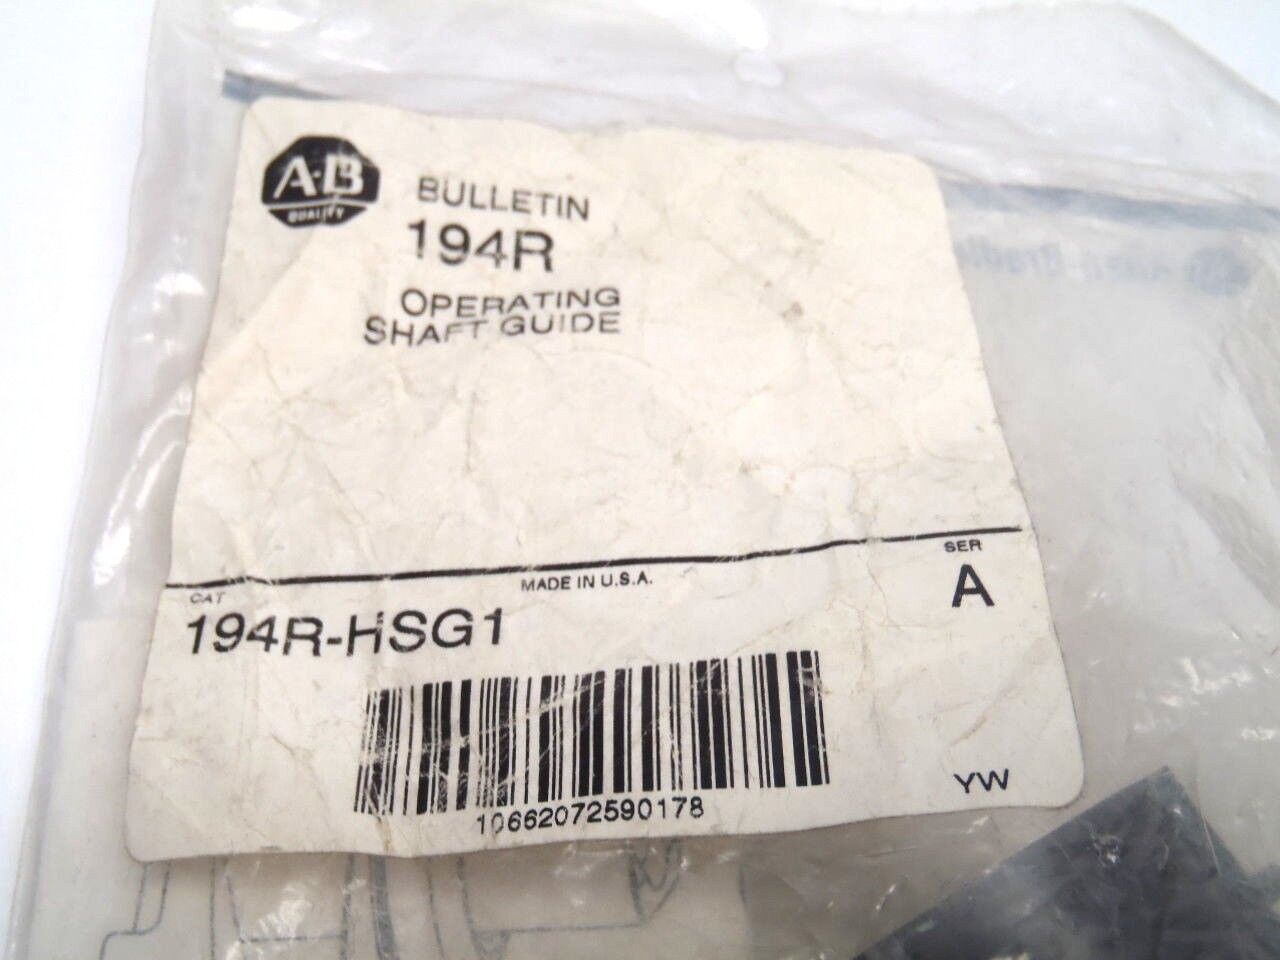 A-B
QUALITY
BULLETIN
194R
OPERATING
SHAFT GUIDE
MADE IN U.S.A.
SER
A
CAT
194R-HSG1
10662072590178
YW